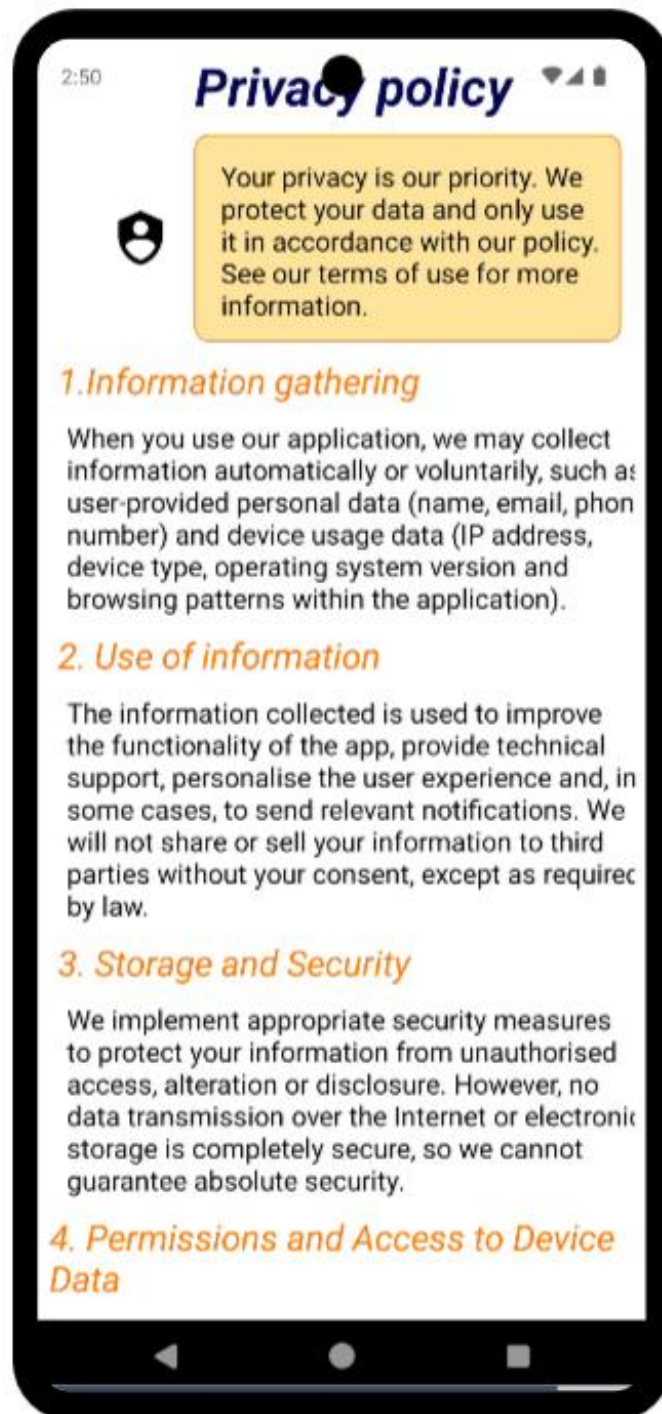 2:50
Privacy policy
Your privacy is our priority. We
protect your data and only use
it in accordance with our policy.
See our terms of use for more
information.
1.Information gathering
When you use our application, we may collect
information automatically or voluntarily, such as
user-provided personal data (name, email, phon
number) and device usage data (IP address,
device type, operating system version and
browsing patterns within the application).
2. Use of information
The information collected is used to improve
the functionality of the app, provide technical
support, personalise the user experience and, in
some cases, to send relevant notifications. We
will not share or sell your information to third
parties without your consent, except as required
by law.
3. Storage and Security
We implement appropriate security measures
to protect your information from unauthorised
access, alteration or disclosure. However, no
data transmission over the Internet or electronic
storage is completely secure, so we cannot
guarantee absolute security.
4. Permissions and Access to Device
Data